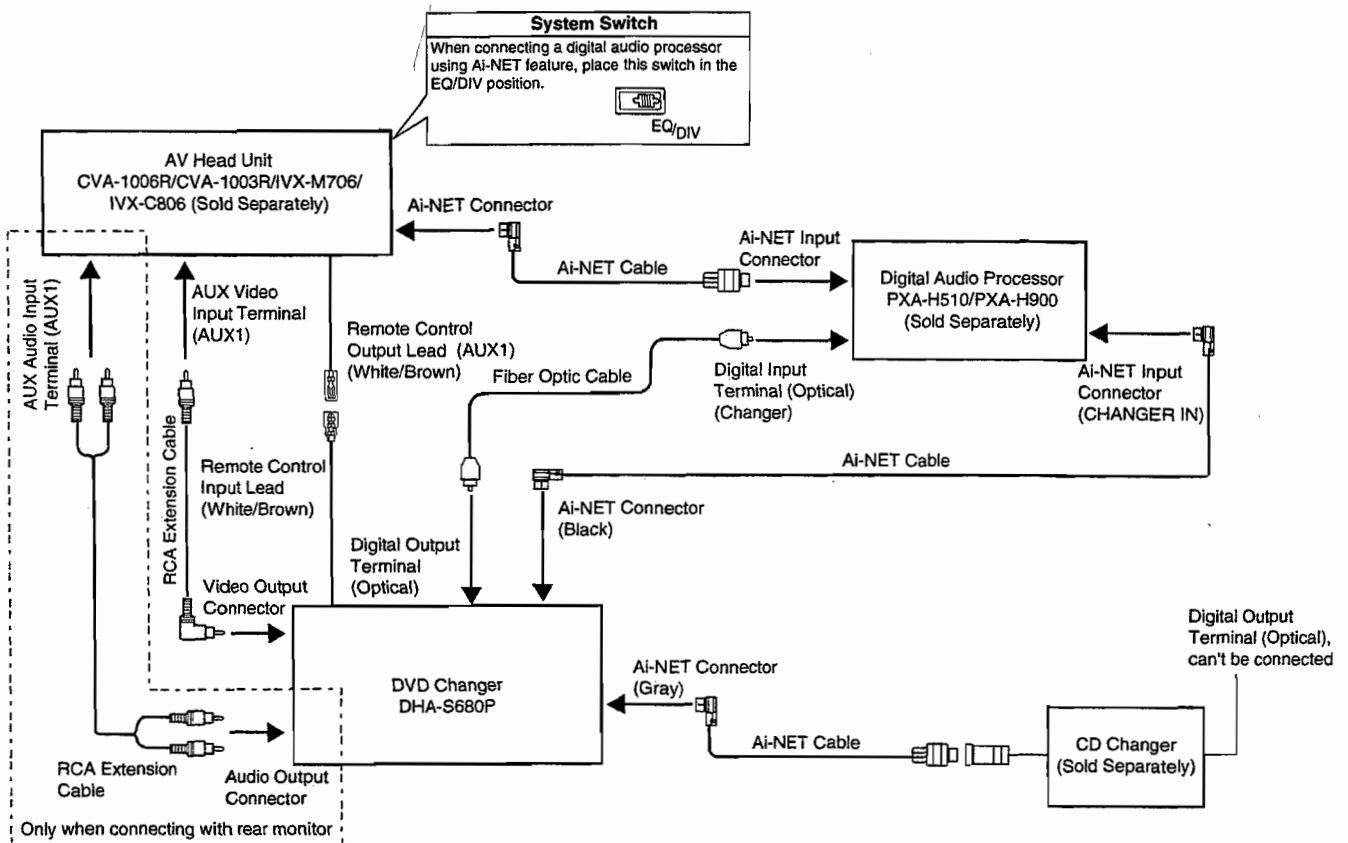 System Switch
When connecting a digital audio processor
using Ai-NET feature, place this switch in the
EQ/DIV position.
EQ/DIV
AV Head Unit
CVA-1006R/CVA-1003R/IVX-M706/
IVX-C806 (Sold Separately)
Ai-NET Connector
Ai-NET Cable
Ai-NET Input
Connector
Digital Audio Processor
PXA-H510/PXA-H900
(Sold Separately)
AUX Audio Input
Terminal (AUX1)
AUX Video
Input Terminal
(AUX1)
Remote Control
Output Lead (AUX1)
(White/Brown)
Fiber Optic Cable
Digital Input
Terminal (Optical)
(Changer)
Ai-NET Input
Connector
(CHANGER IN)
RCA Extension Cable
Remote Control
Input Lead
(White/Brown)
Ai-NET Cable
Ai-NET Connector
(Black)
Digital Output
Terminal
(Optical)
Video Output
Connector
DVD Changer
DHA-S680P
Ai-NET Connector
(Gray)
Ai-NET Cable
Digital Output
Terminal (Optical),
can't be connected
CD Changer
(Sold Separately)
RCA Extension
Cable
Audio Output
Connector
Only when connecting with rear monitor